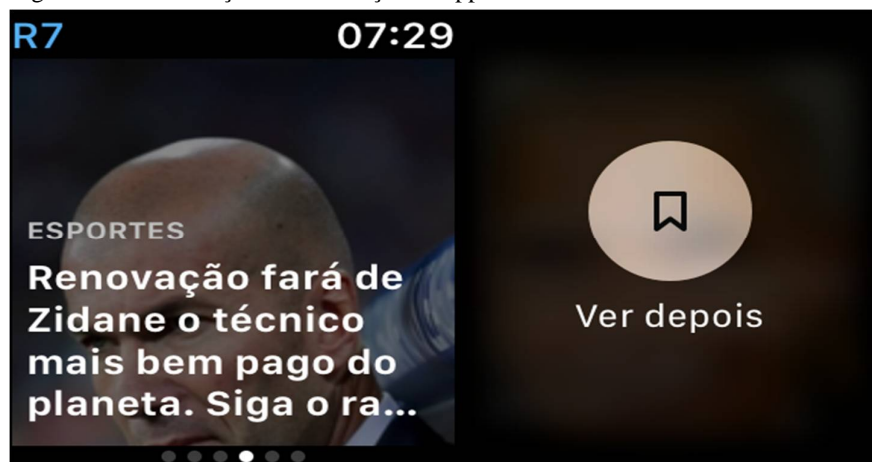 R7 07:29
ESPORTES
Renovação fará de
Zidane o técnico
mais bem pago do
planeta. Siga o ra...
Ver depois